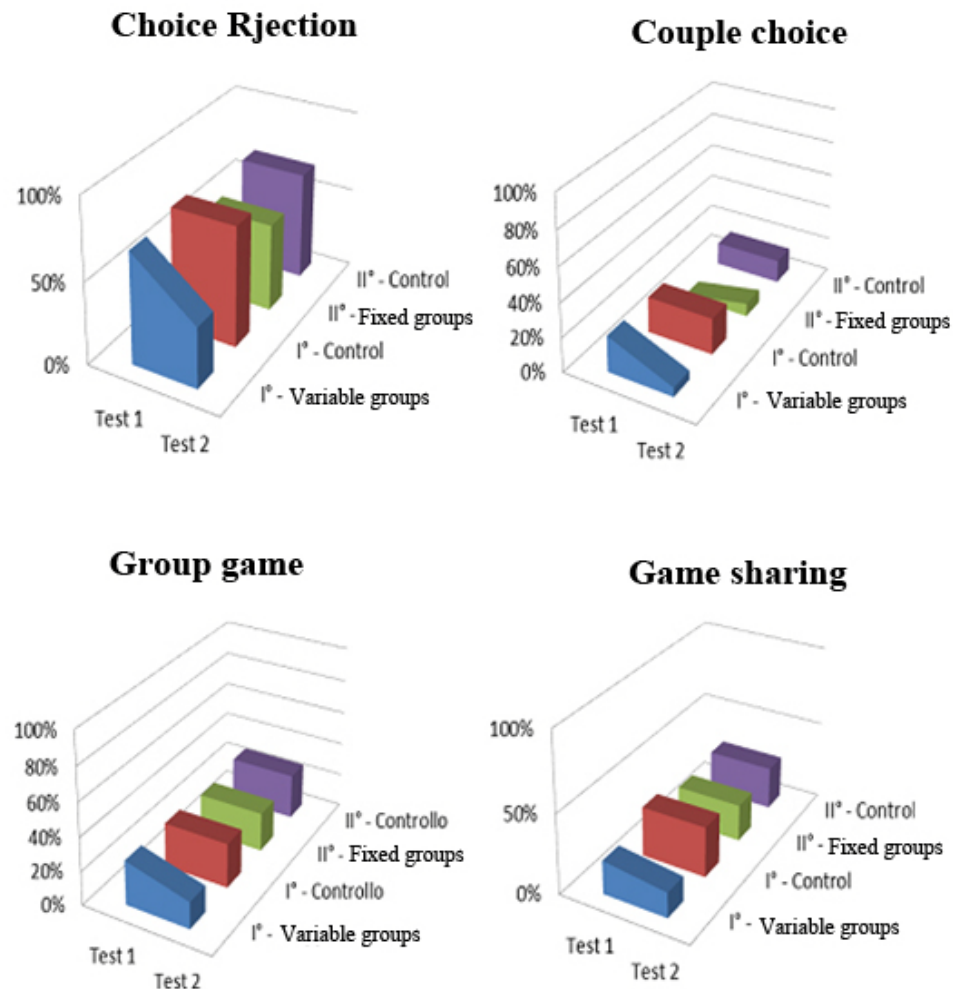 Choice Rjection
100%
50%
0%
Test 1
Test 2
II° - Control
II° - Fixed groups
I° - Control
I° - Variable groups
Couple choice
100%
80%
60%
40%
20%
0%
Test 1
Test 2
II° - Control
II° - Fixed groups
I° - Control
I° - Variable groups
Group game
100%
80%
60%
40%
20%
0%
Test 1
Test 2
II° - Controllo
II° - Fixed groups
I° - Controllo
I° - Variable groups
Game sharing
100%
50%
0%
Test 1
Test 2
II° - Control
II° - Fixed groups
I° - Control
I° - Variable groups